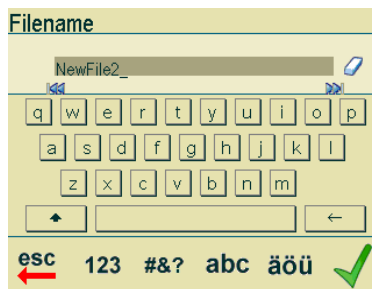 Filename
NewFile2_
q w e r t y u i o p
a s d f g h j k l
z x c v b n m
esc 123 #&? abc äöü